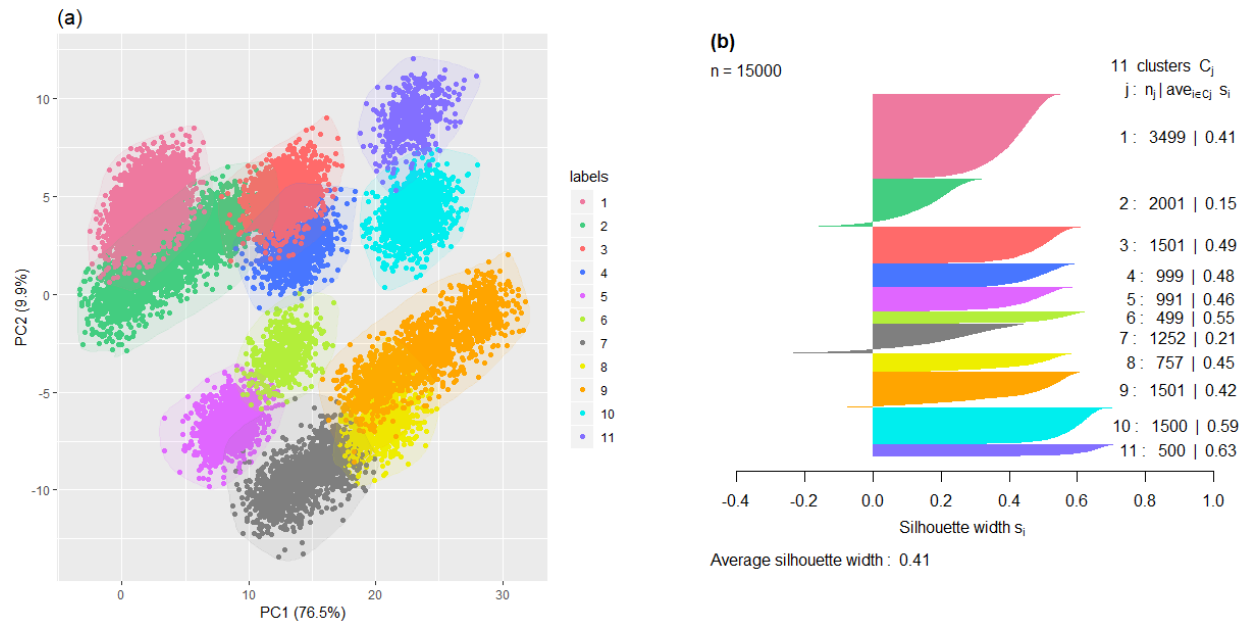 (a)
10
5
0
-5
-10
0
10
20
30
PC1 (76.5%)
PC2 (9.9%)
labels
1
2
3
4
5
6
7
8
9
10
11
(b)
n = 15000
11 clusters Cj
j : nj | avei∈Cj si
1 : 3499 | 0.41
2 : 2001 | 0.15
3 : 1501 | 0.49
4 : 999 | 0.48
5 : 991 | 0.46
6 : 499 | 0.55
7 : 1252 | 0.21
8 : 757 | 0.45
9 : 1501 | 0.42
10 : 1500 | 0.59
11 : 500 | 0.63
-0.4 -0.2 0.0 0.2 0.4 0.6 0.8 1.0
Silhouette width si
Average silhouette width : 0.41